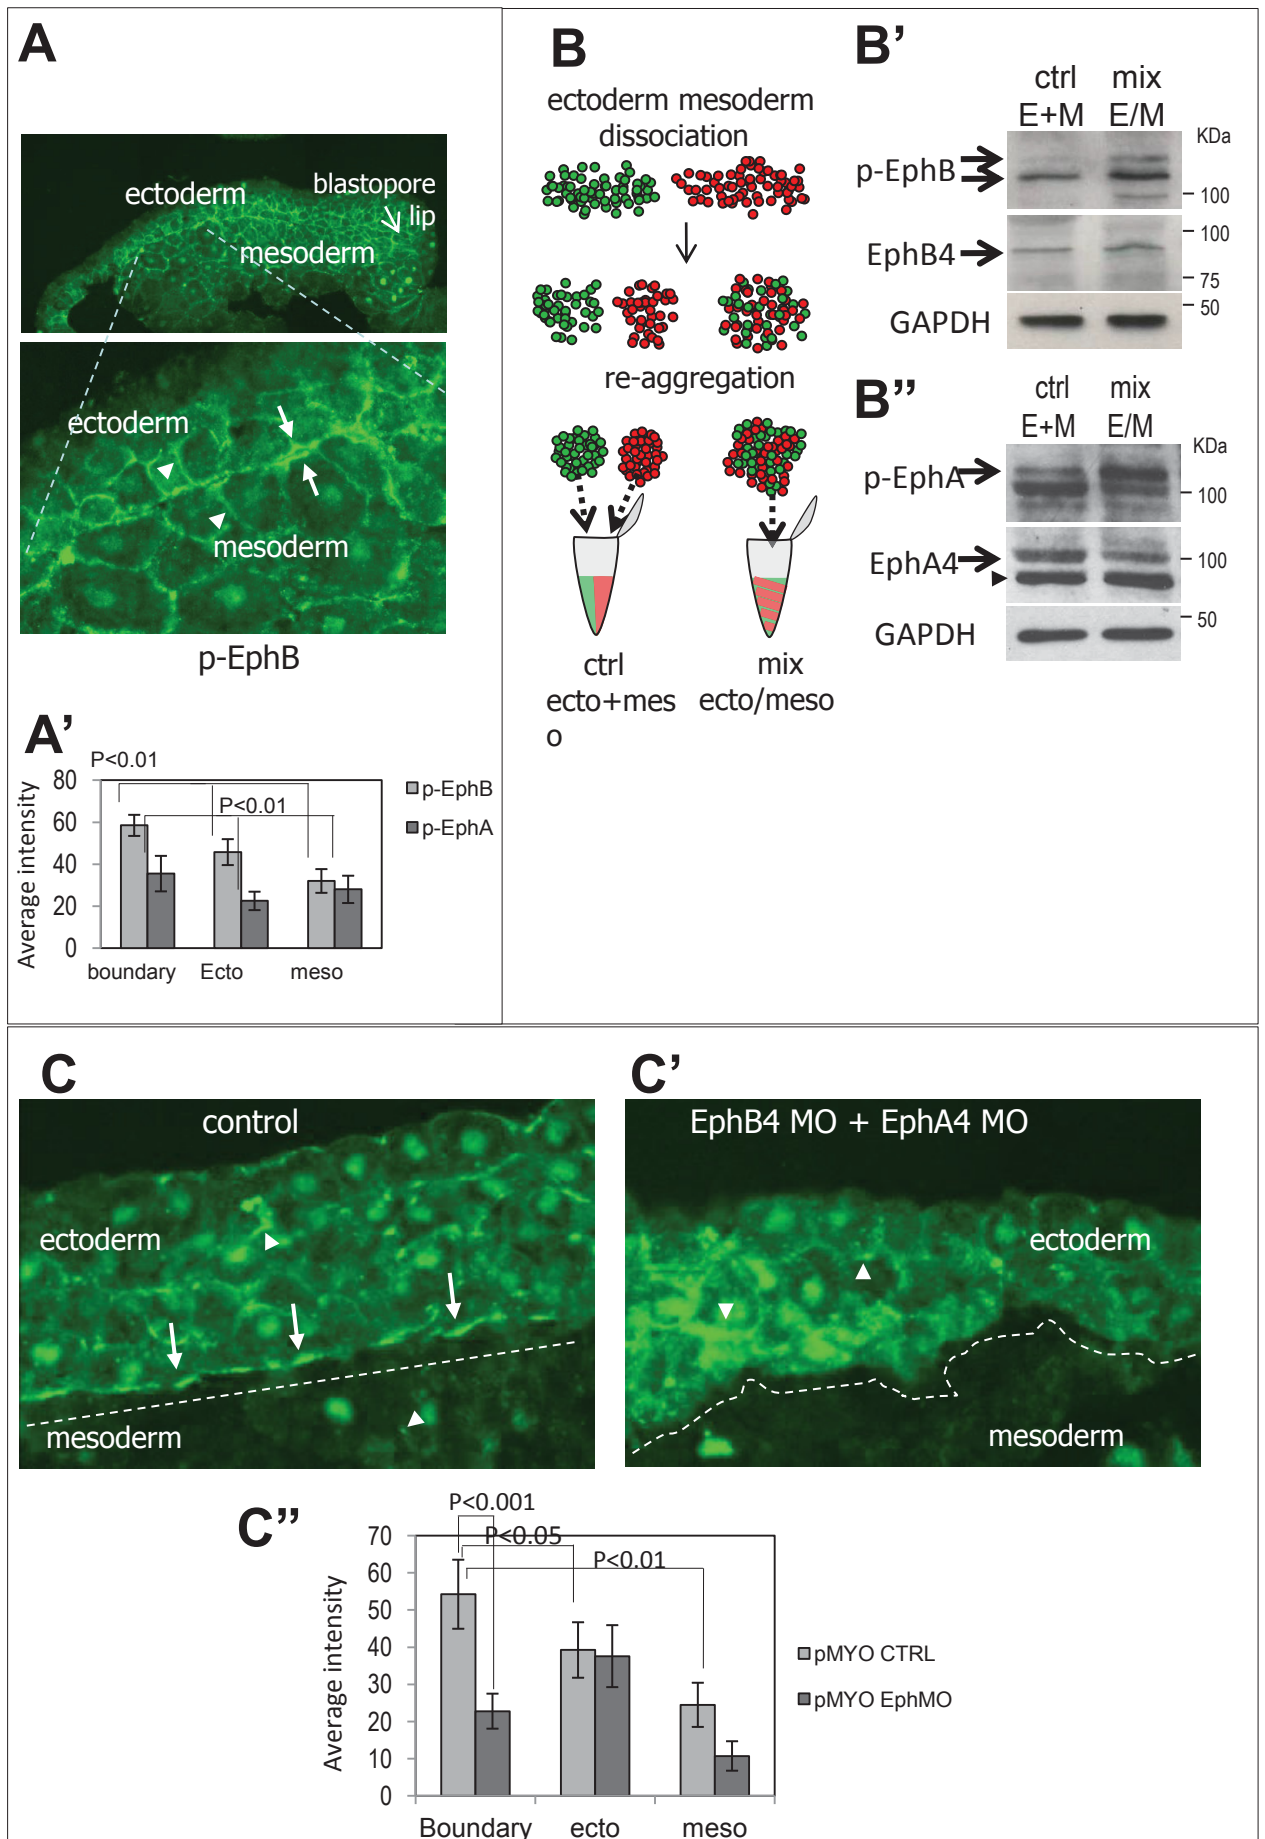 A
ectoderm
blastopore
lip
mesoderm
ectoderm
mesoderm
p-EphB
A’
P<0.01
P<0.01
80
60
40
20
0
Average intensity
boundary Ecto meso
p-EphB
p-EphA
B
ectoderm mesoderm
dissociation
re-aggregation
ctrl
ecto+mes
o
mix
ecto/meso
B’
ctrl mix
E+M E/M
KDa
p-EphB
100
100
EphB4
75
50
GAPDH
B’’
ctrl mix
E+M E/M
KDa
p-EphA
100
EphA4
100
50
GAPDH
C
control
ectoderm
mesoderm
C’
EphB4 MO + EphA4 MO
ectoderm
mesoderm
C’’
P<0.001
P<0.05
P<0.01
70
60
50
40
30
20
10
0
Average intensity
Boundary ecto meso
pMYO CTRL
pMYO EphMO